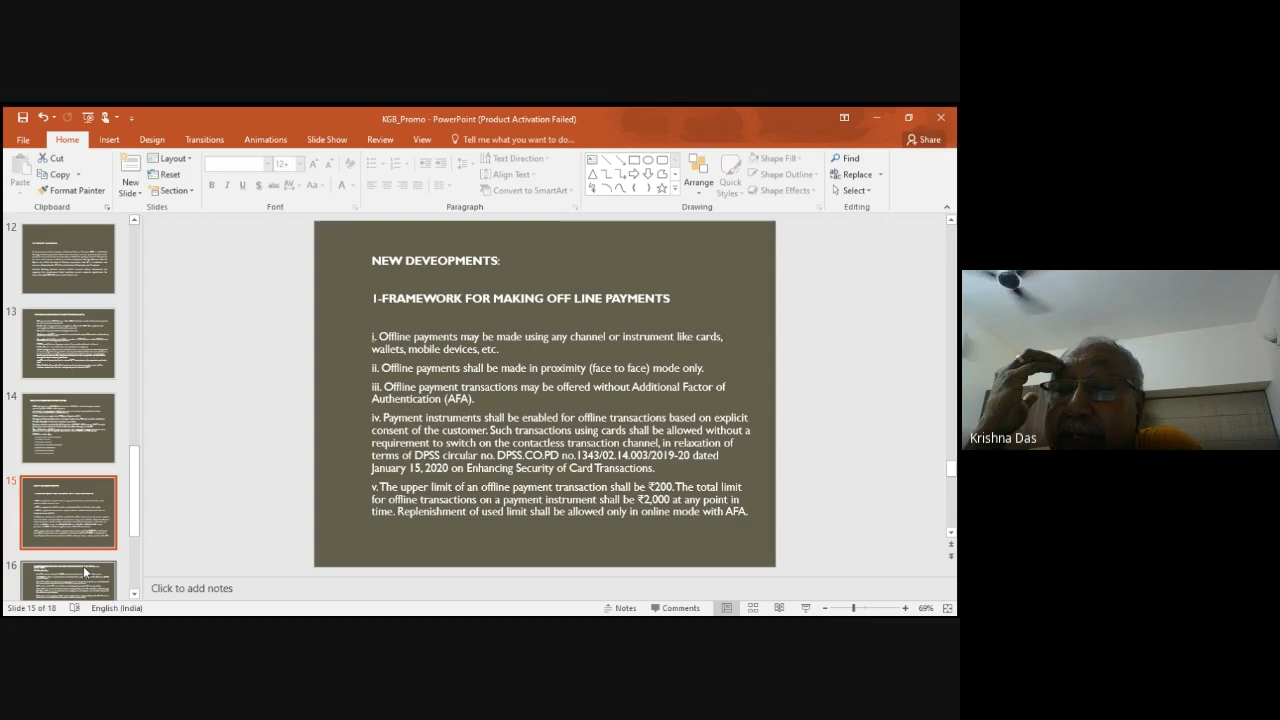 KGB_Promo - PowerPoint (Product Activation Failed)
File Home Insert Design Transitions Animations Slide Show Review View Tell me what you want to do... Share
Cut Layout 12+ Text Direction Shape Fill Find
Paste Copy New Slide Reset Align Text Arrange Quick Styles Shape Outline Replace
Format Painter Section B I U S abc AV Aa A Convert to SmartArt Shape Effects Select
Clipboard Slides Font Paragraph Drawing Editing
12
13
14
15
16
NEW DEVEOPMENTS:
1-FRAMEWORK FOR MAKING OFF LINE PAYMENTS
i. Offline payments may be made using any channel or instrument like cards,
wallets, mobile devices, etc.
ii. Offline payments shall be made in proximity (face to face) mode only.
iii. Offline payment transactions may be offered without Additional Factor of
Authentication (AFA).
iv. Payment instruments shall be enabled for offline transactions based on explicit
consent of the customer. Such transactions using cards shall be allowed without a
requirement to switch on the contactless transaction channel, in relaxation of
terms of DPSS circular no. DPSS.CO.PD no.1343/02.14.003/2019-20 dated
January 15, 2020 on Enhancing Security of Card Transactions.
v. The upper limit of an offline payment transaction shall be ₹200. The total limit
for offline transactions on a payment instrument shall be ₹2,000 at any point in
time. Replenishment of used limit shall be allowed only in online mode with AFA.
Click to add notes
Slide 15 of 18 English (India) Notes Comments 69%
Krishna Das